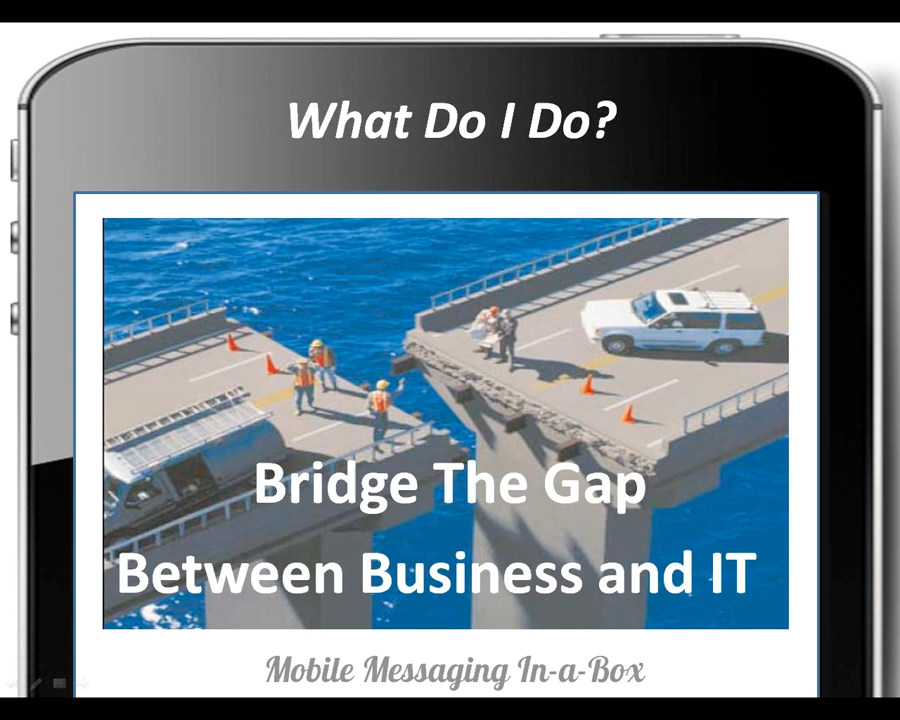 What Do I Do?
Bridge The Gap
Between Business and IT
Mobile Messaging In-a-Box